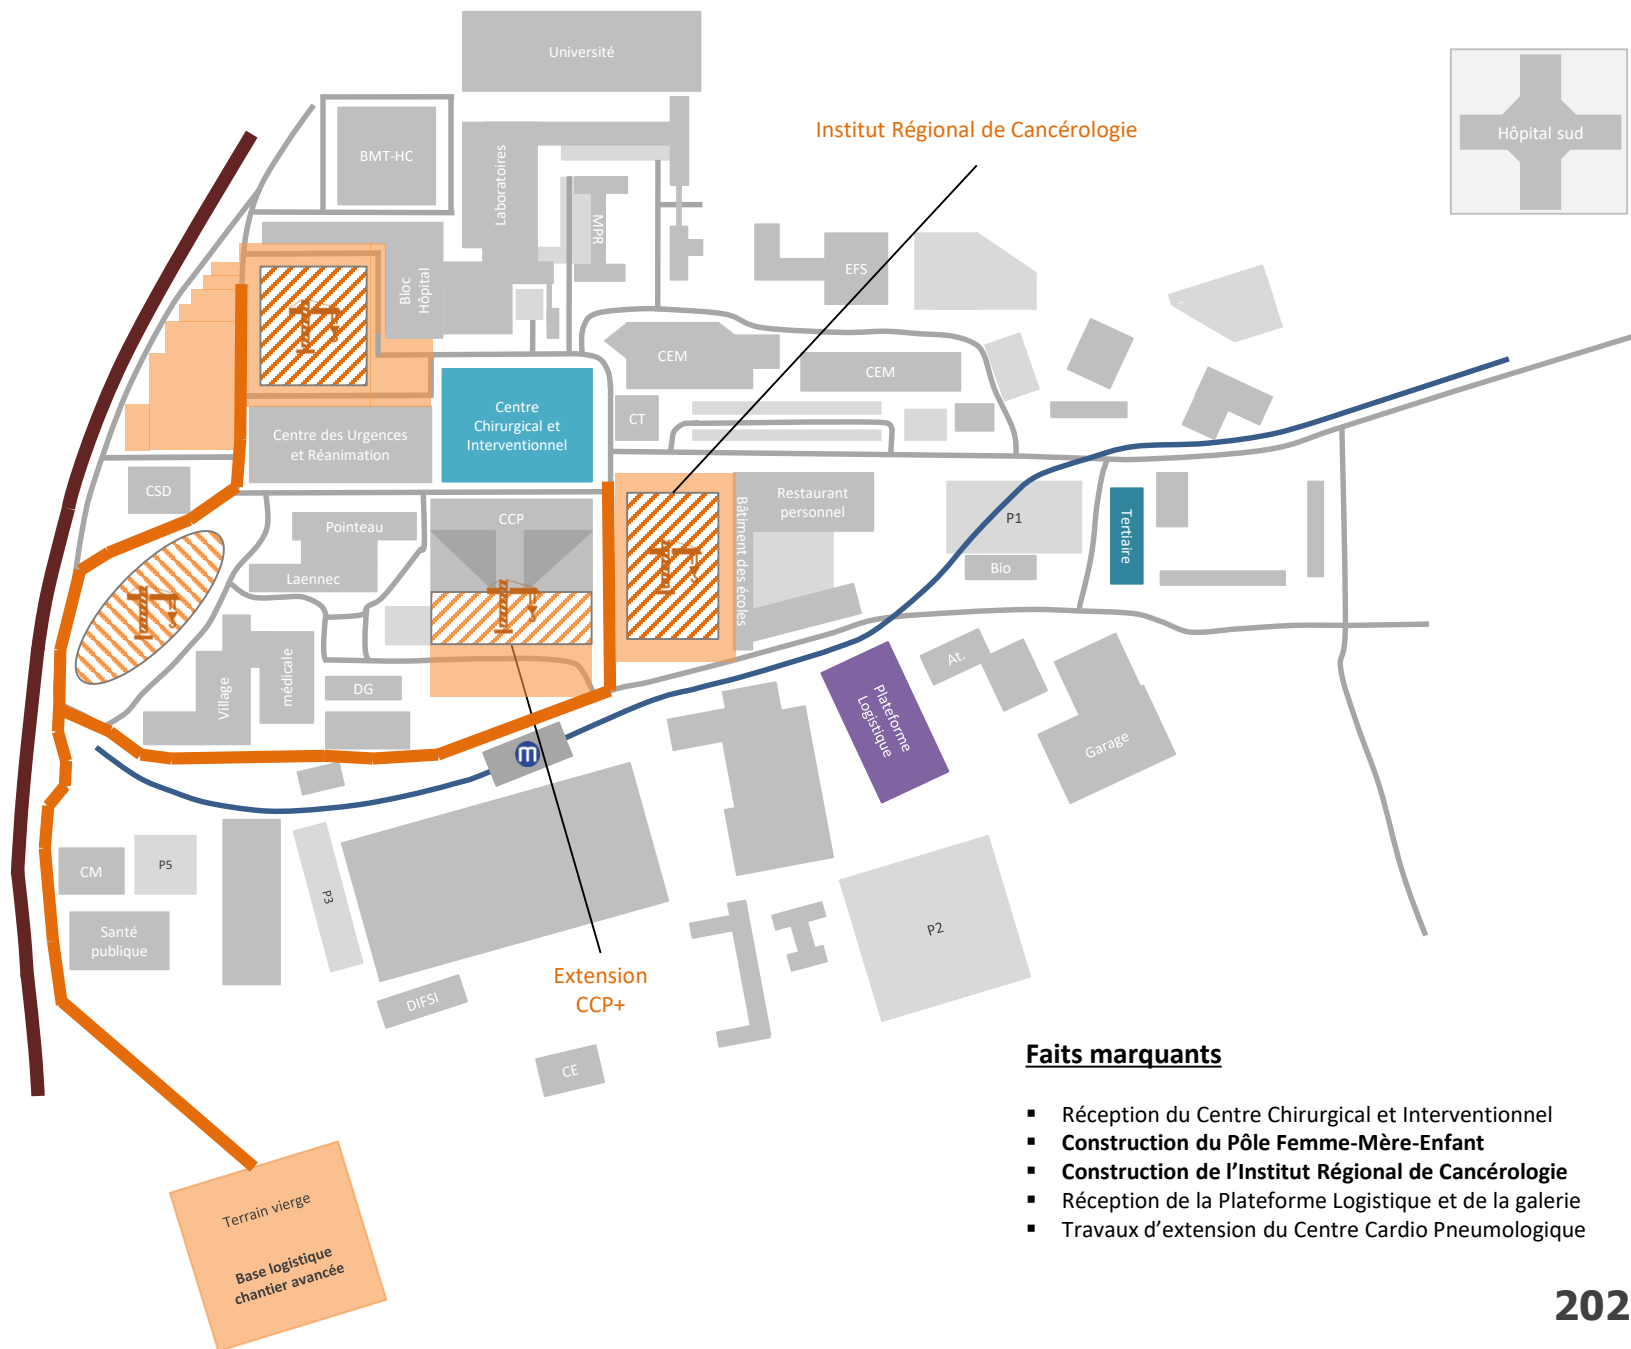 Université
Institut Régional de Cancérologie
Hôpital sud
BMT-HC
Laboratoires
MPR
EFS
Bloc
Hôpital
CEM
CEM
Centre
Chirurgical et
Interventionnel
CT
Centre des Urgences
et Réanimation
CSD
Pointeau
Laennec
CCP
Bâtiment des écoles
Restaurant
personnel
P1
Bio
Tertiaire
Village
médicale
DG
At.
Plateforme
Logistique
Garage
m
CM
P5
P3
Santé
publique
P2
DIFSI
Extension
CCP+
CE
Faits marquants
▪ Réception du Centre Chirurgical et Interventionnel
▪ Construction du Pôle Femme-Mère-Enfant
▪ Construction de l’Institut Régional de Cancérologie
▪ Réception de la Plateforme Logistique et de la galerie
▪ Travaux d’extension du Centre Cardio Pneumologique
Terrain vierge
Base logistique
chantier avancée
202